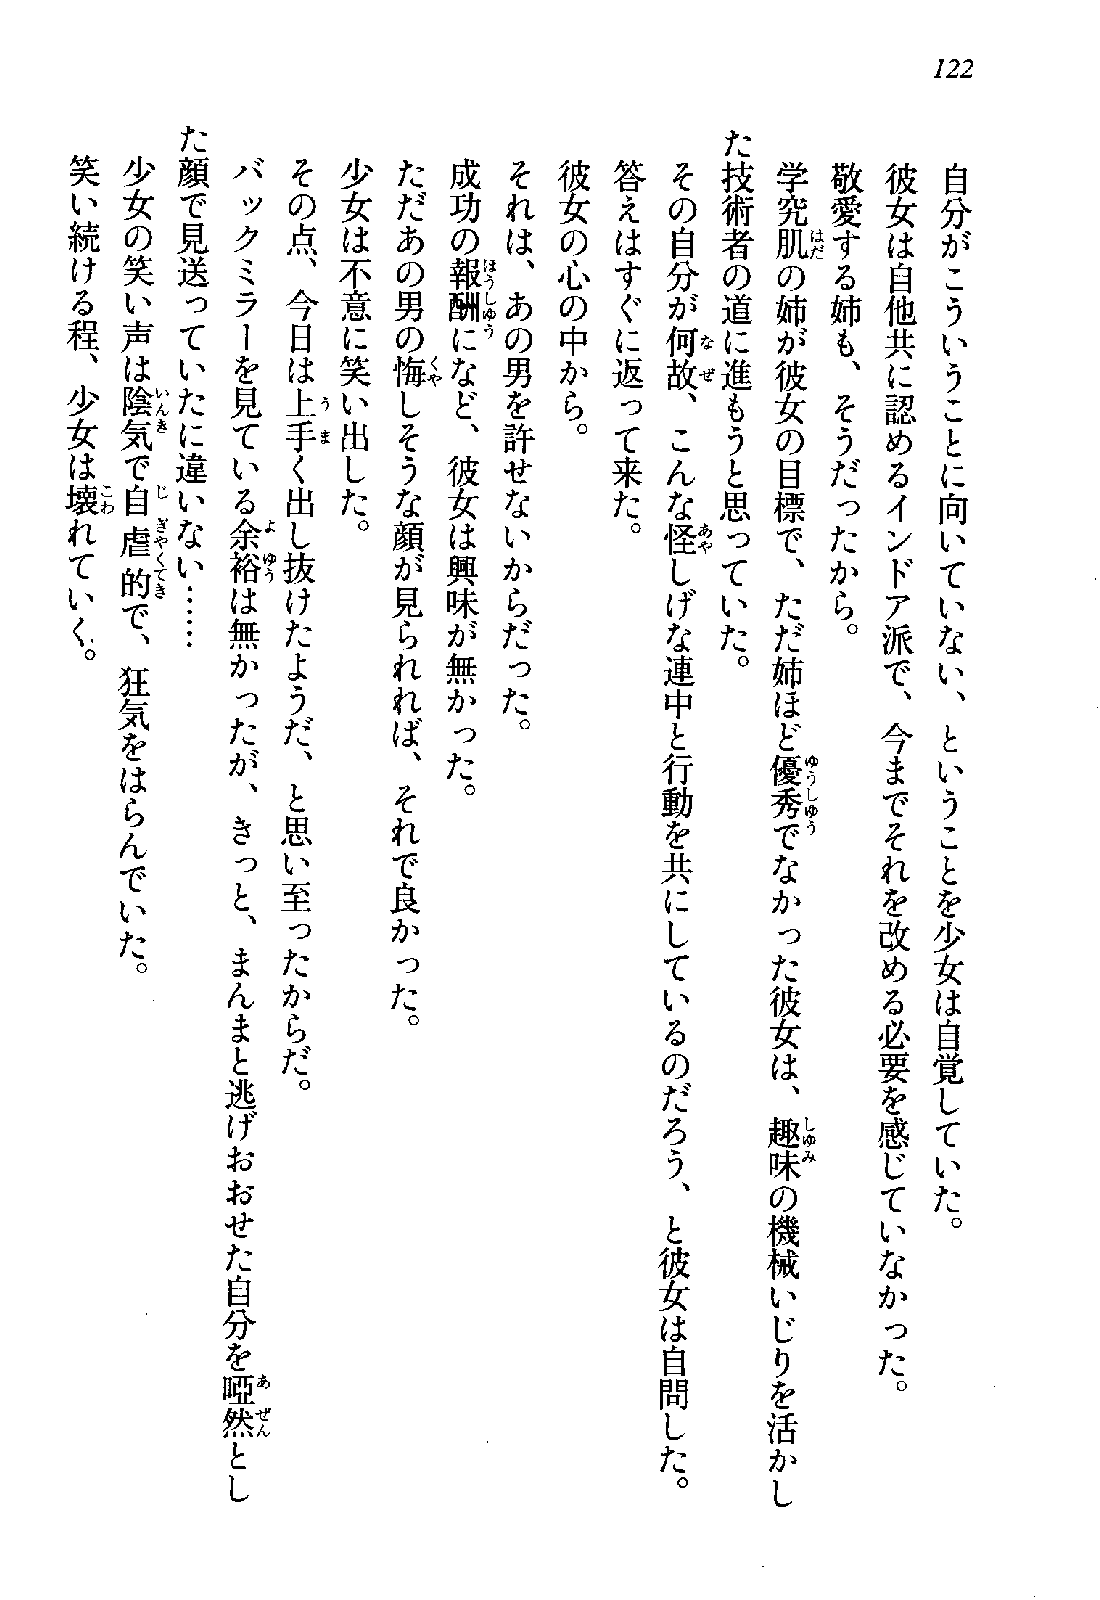 122
自分がこういうことに向いていない、ということを少女は自覚していた。
彼女は自他共に認めるインドア派で、今までそれを改める必要を感じていなかった。
敬愛する姉も、そうだったから。
学究肌の姉が彼女の目標で、ただ姉ほど優秀でなかった彼女は、趣味の機械いじりを活かし
た技術者の道に進もうと思っていた。
その自分が何故、こんな怪しげな連中と行動を共にしているのだろう、と彼女は自問した。
答えはすぐに返って来た。
彼女の心の中から。
それは、あの男を許せないからだった。
成功の報酬になど、彼女は興味が無かった。
ただあの男の悔しそうな顔が見られれば、それで良かった。
少女は不意に笑い出した。
その点、今日は上手く出し抜けたようだ、と思い至ったからだ。
バックミラーを見ている余裕は無かったが、きっと、まんまと逃げおおせた自分を啞然とし
た顔で見送っていたに違いない……
少女の笑い声は陰気で自虐的で、狂気をはらんでいた。
笑い続ける程、少女は壊れていく。